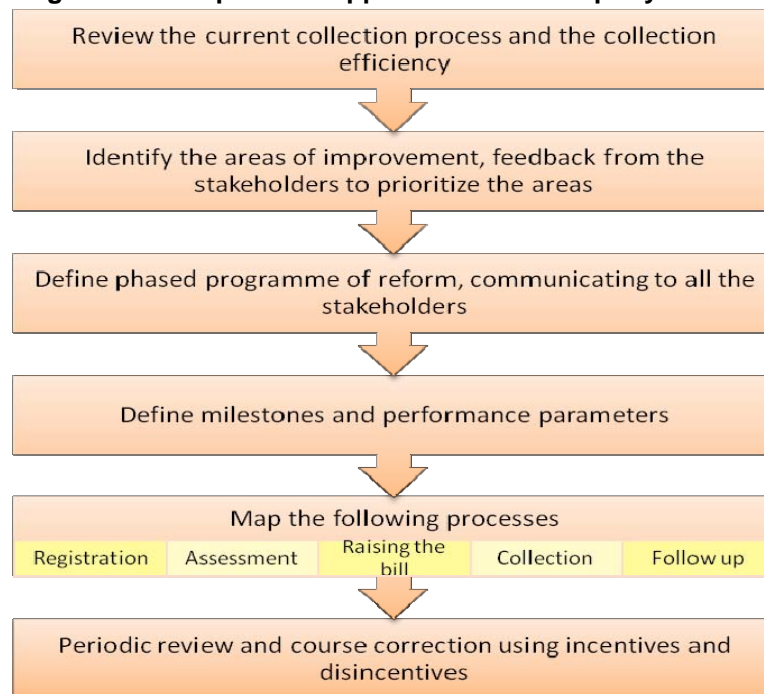 Review the current collection process and the collection
efficiency
Identify the areas of improvement, feedback from the
stakeholders to prioritize the areas
Define phased programme of reform, communicating to all the
stakeholders
Define milestones and performance parameters
Map the following processes
Registration
Assessment
Raising the
bill
Collection
Follow up
Periodic review and course correction using incentives and
disincentives